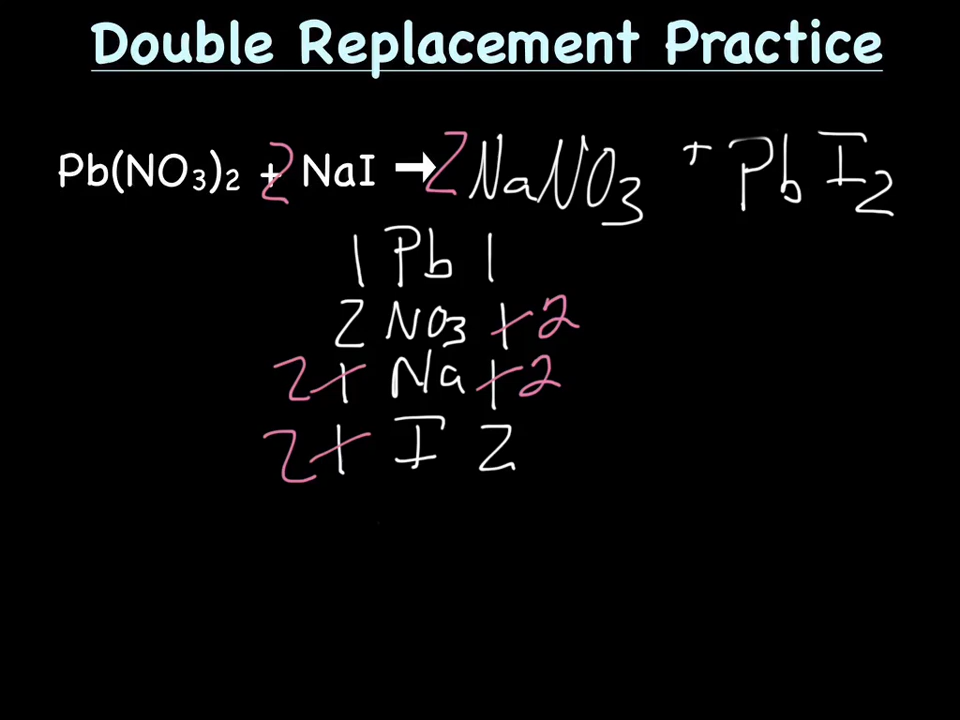 Double Replacement Practice
Pb(NO₃)₂ + 2 NaI → 2 NaNO₃ + PbI₂
1 Pb 1
2 NO₃ 1 2
2 1 Na 1 2
2 1 I 2